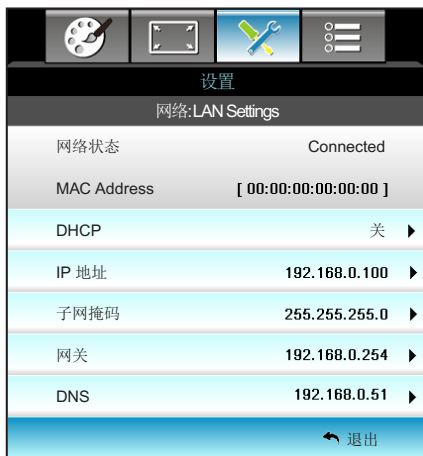 设置
网络:LAN Settings
网络状态 Connected
MAC Address [ 00:00:00:00:00:00 ]
DHCP 关
IP 地址 192.168.0.100
子网掩码 255.255.255.0
网关 192.168.0.254
DNS 192.168.0.51
退出